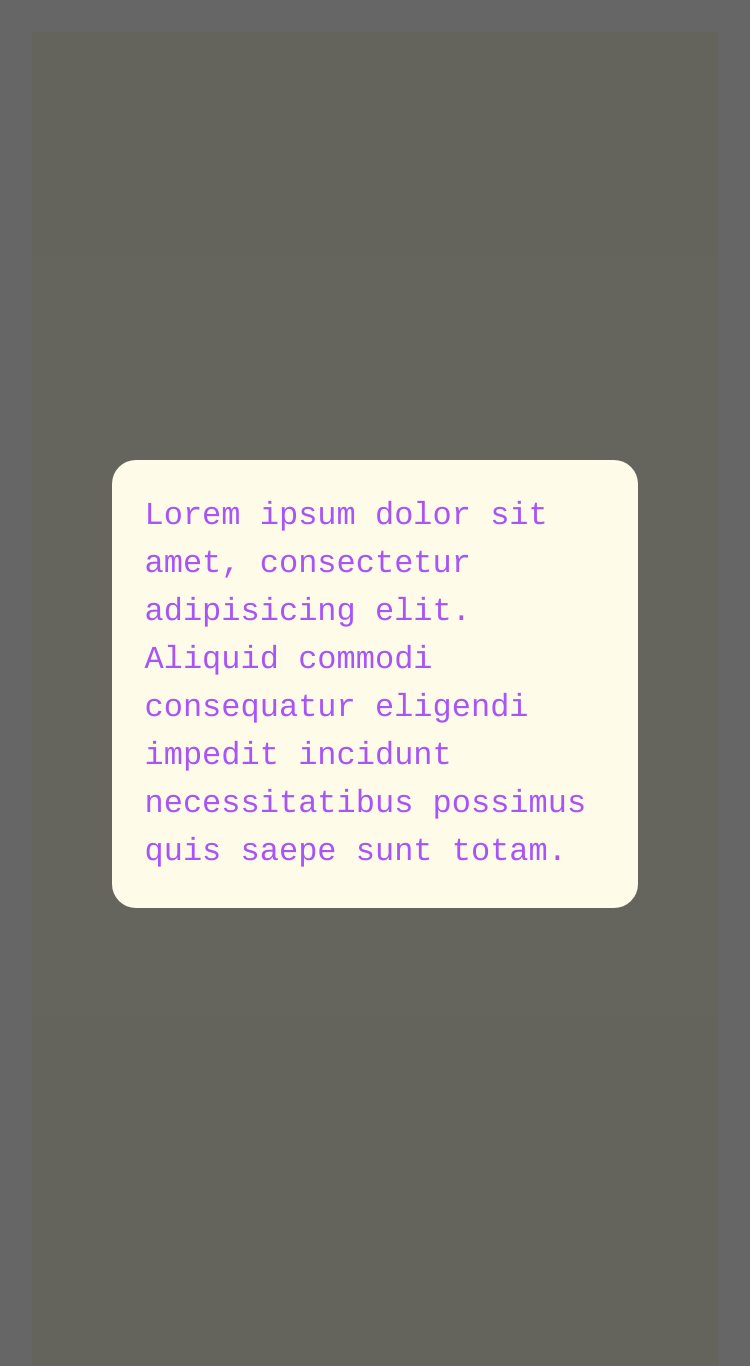 Lorem ipsum dolor sit
amet, consectetur
adipisicing elit.
Aliquid commodi
consequatur eligendi
impedit incidunt
necessitatibus possimus
quis saepe sunt totam.